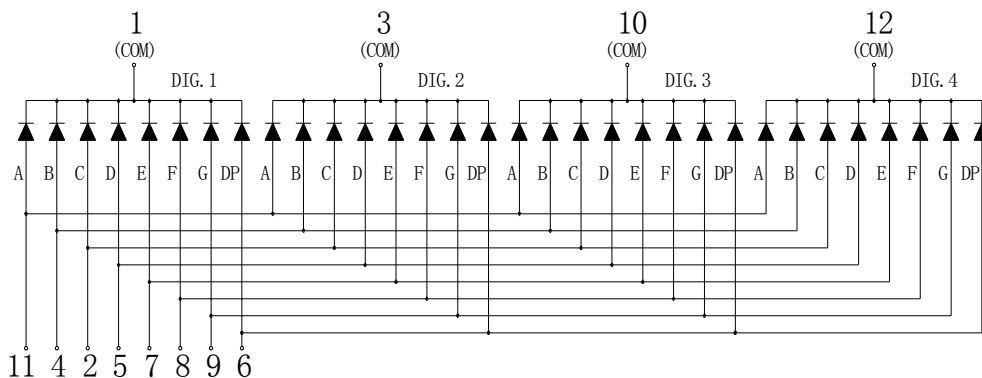 1 3 10 12
(COM) (COM) (COM) (COM)
DIG.1 DIG.2 DIG.3 DIG.4
A B C D E F G DP A B C D E F G DP A B C D E F G DP A B C D E F G DP
11 4 2 5 7 8 9 6